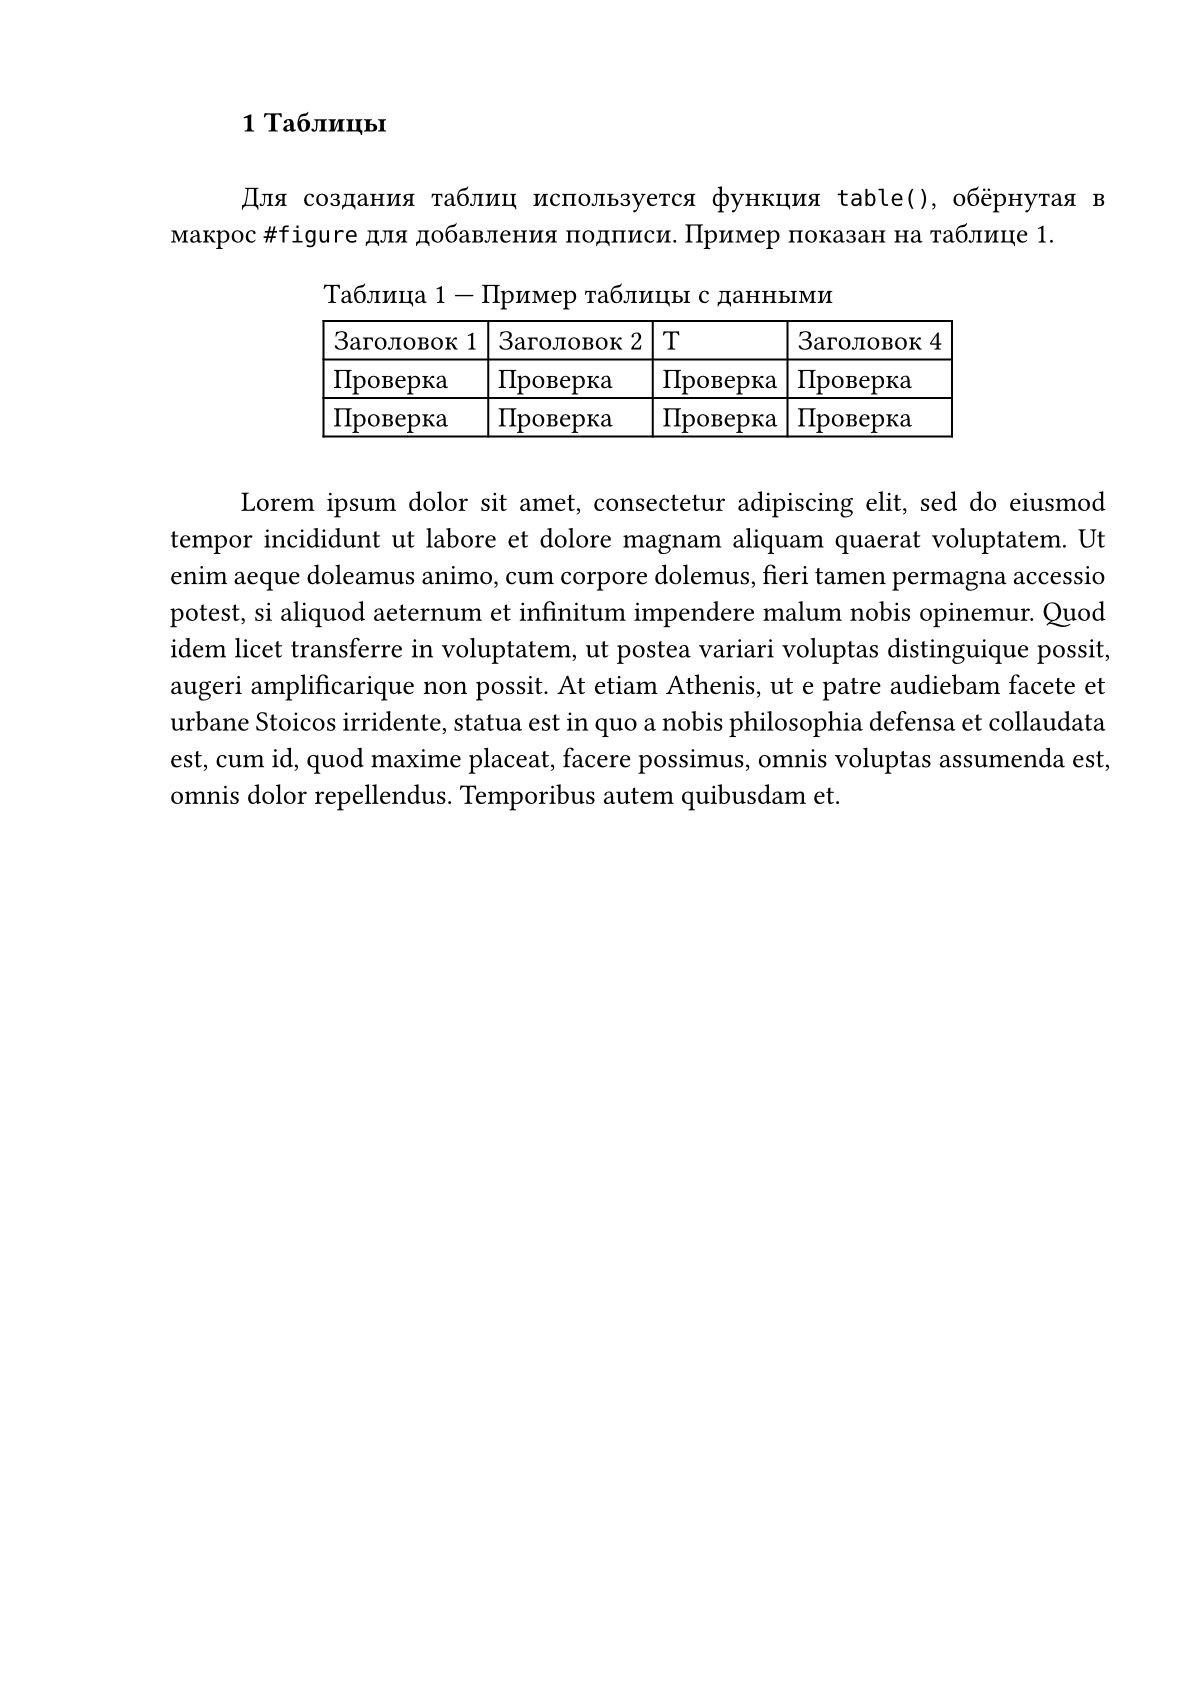 1 Таблицы
Для создания таблиц используется функция table(), обёрнутая в
макрос #figure для добавления подписи. Пример показан на таблице 1.
Таблица 1 — Пример таблицы с данными
Заголовок 1 Заголовок 2 Т Заголовок 4
Проверка Проверка Проверка Проверка
Проверка Проверка Проверка Проверка
Lorem ipsum dolor sit amet, consectetur adipiscing elit, sed do eiusmod
tempor incididunt ut labore et dolore magnam aliquam quaerat voluptatem. Ut
enim aeque doleamus animo, cum corpore dolemus, fieri tamen permagna accessio
potest, si aliquod aeternum et infinitum impendere malum nobis opinemur. Quod
idem licet transferre in voluptatem, ut postea variari voluptas distinguique possit,
augeri amplificarique non possit. At etiam Athenis, ut e patre audiebam facete et
urbane Stoicos irridente, statua est in quo a nobis philosophia defensa et collaudata
est, cum id, quod maxime placeat, facere possimus, omnis voluptas assumenda est,
omnis dolor repellendus. Temporibus autem quibusdam et.